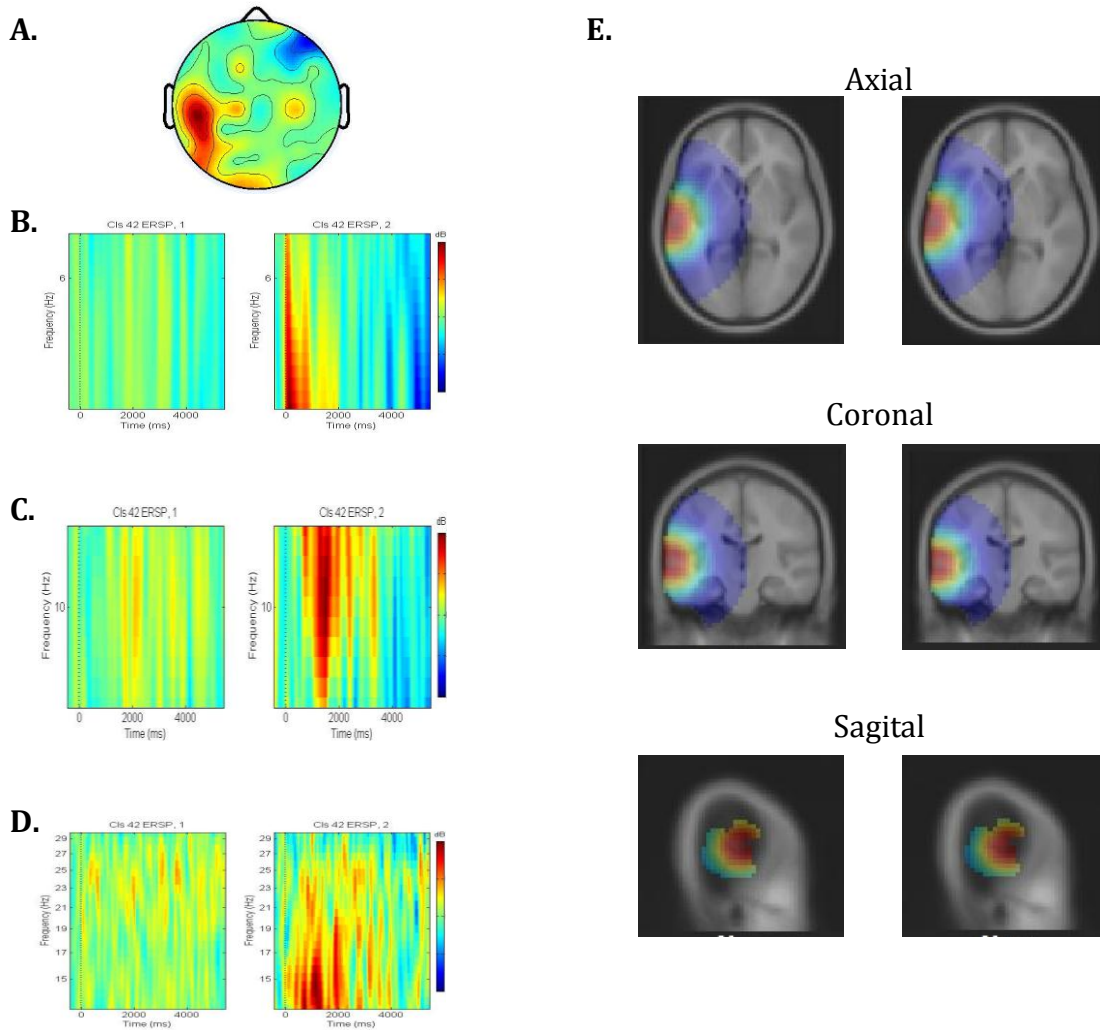 A.
B.
Cls 42 ERSP, 1
Cls 42 ERSP, 2
dB
6
6
Frequency (Hz)
Frequency (Hz)
0 2000 4000
0 2000 4000
Time (ms)
Time (ms)
C.
Cls 42 ERSP, 1
Cls 42 ERSP, 2
dB
10
10
Frequency (Hz)
Frequency (Hz)
0 2000 4000
0 2000 4000
Time (ms)
Time (ms)
D.
Cls 42 ERSP, 1
Cls 42 ERSP, 2
dB
29
27
25
23
21
19
17
15
Frequency (Hz)
29
27
25
23
21
19
17
15
Frequency (Hz)
0 2000 4000
0 2000 4000
Time (ms)
Time (ms)
E.
Axial
Coronal
Sagital